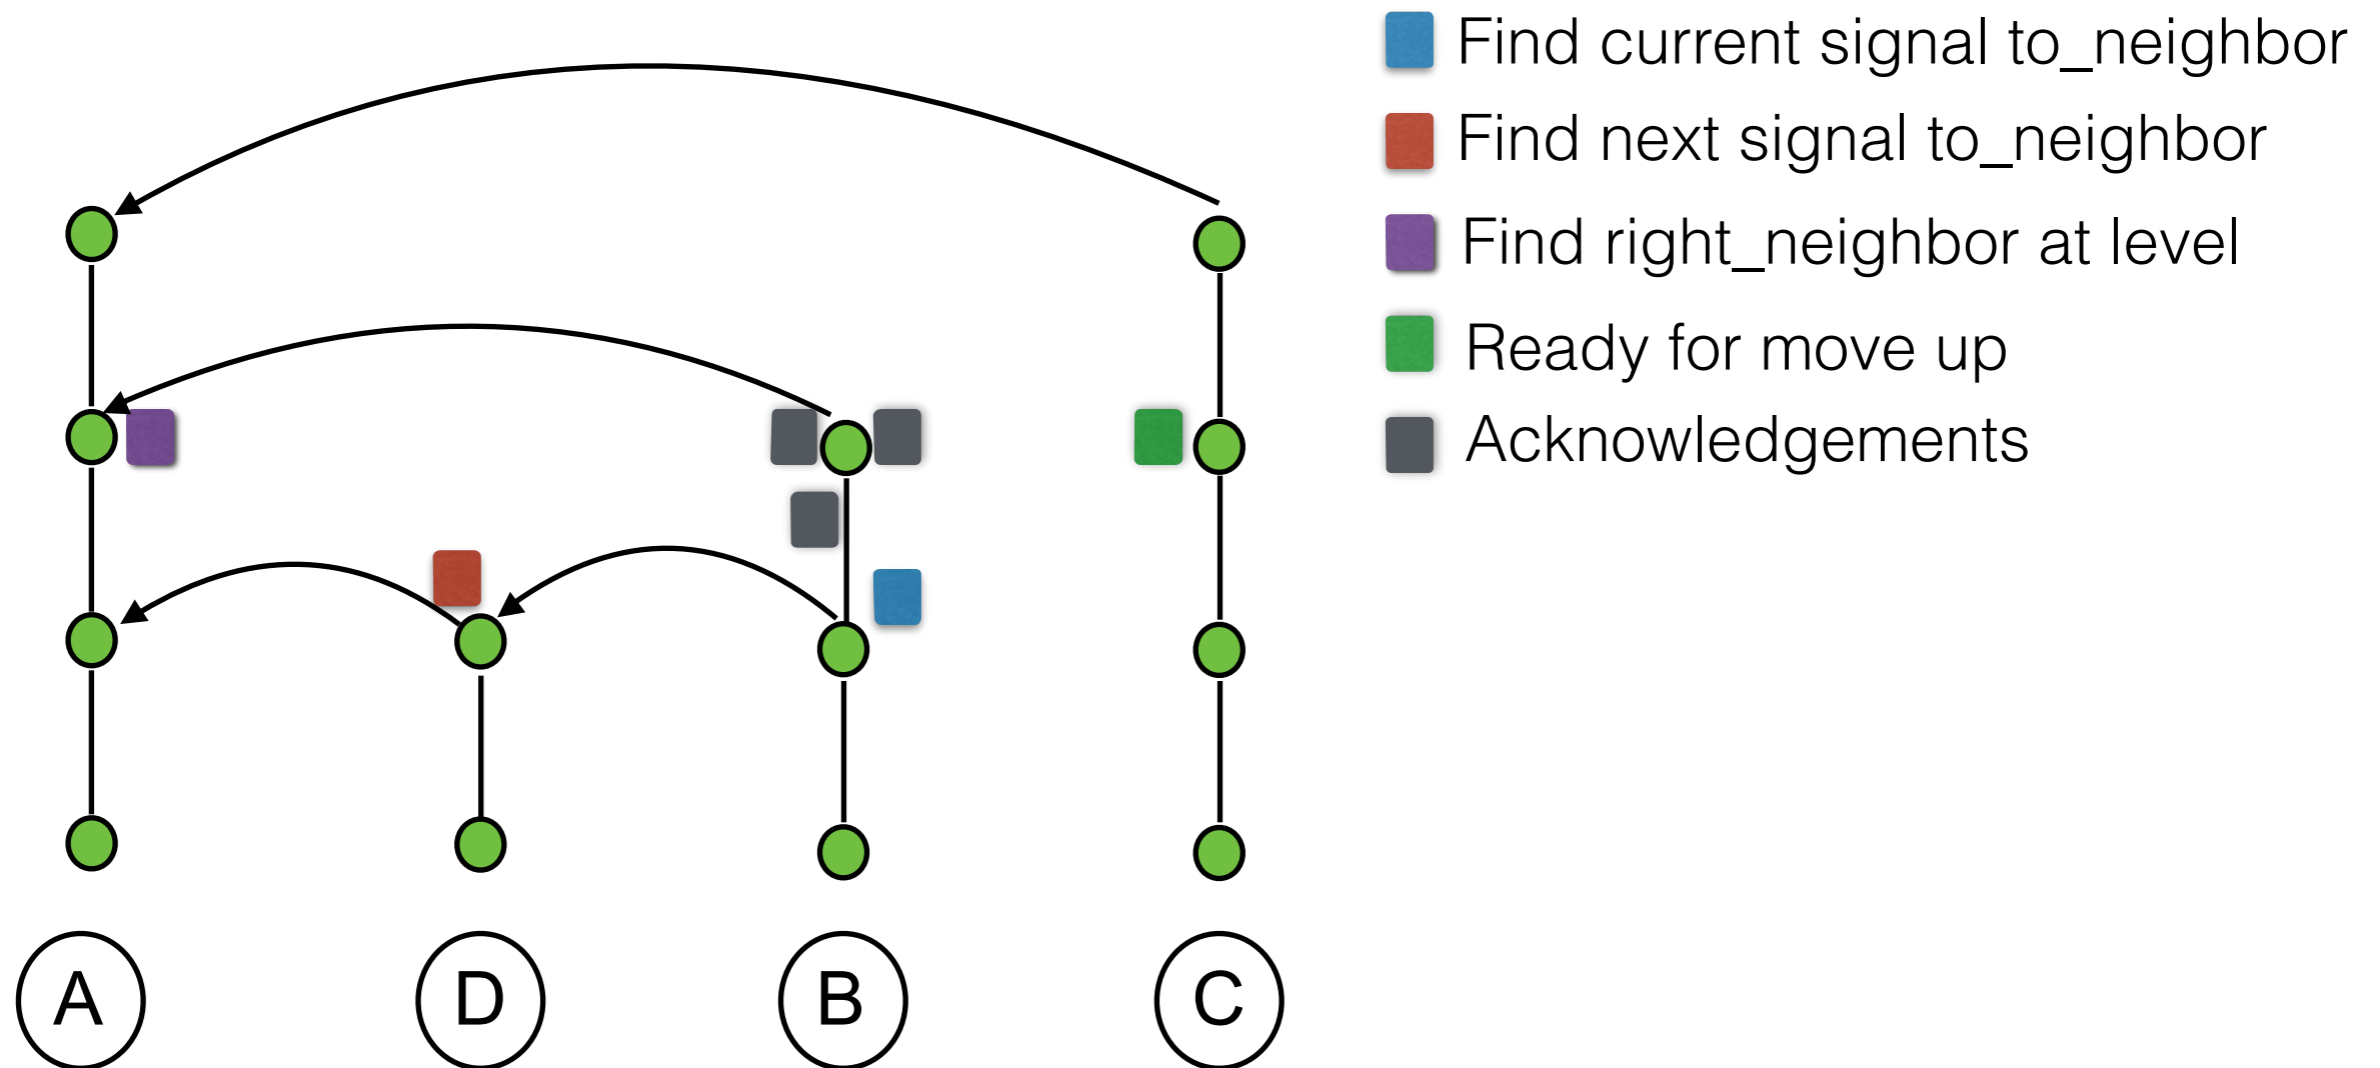 Find current signal to_neighbor
Find next signal to_neighbor
Find right_neighbor at level
Ready for move up
Acknowledgements
A
D
B
C